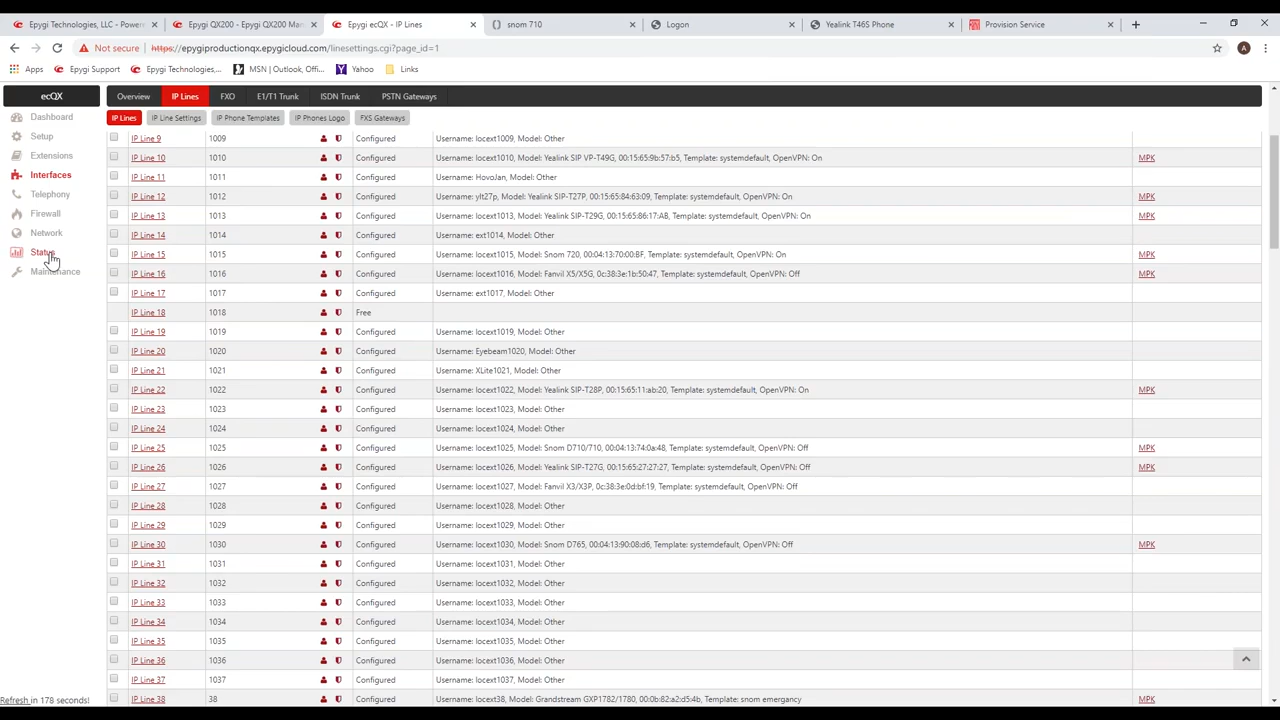 Epygi Technologies, LLC - Power
Epygi QX200 - Epygi QX200 Man
Epygi ecQX - IP Lines
snom 710
Logon
Yealink T46S Phone
Provision Service
Not secure
https://epygiproductionqx.epygicloud.com/linesettings.cgi?page_id=1
A
Apps
Epygi Support
Epygi Technologies,...
MSN | Outlook, Offi...
Yahoo
Links
ecQX
Overview
IP Lines
FXO
E1/T1 Trunk
ISDN Trunk
PSTN Gateways
Dashboard
Setup
Extensions
Interfaces
Telephony
Firewall
Network
Status
Maintenance
IP Lines
IP Line Settings
IP Phone Templates
IP Phones Logo
FXS Gateways
IP Line 9 1009 Configured Username: locext1009, Model: Other
IP Line 10 1010 Configured Username: locext1010, Model: Yealink SIP VP-T49G, 00:15:65:9b:57:b5, Template: systemdefault, OpenVPN: On MPK
IP Line 11 1011 Configured Username: HovoJan, Model: Other
IP Line 12 1012 Configured Username: ylt27p, Model: Yealink SIP-T27P, 00:15:65:84:63:09, Template: systemdefault, OpenVPN: On MPK
IP Line 13 1013 Configured Username: locext1013, Model: Yealink SIP-T29G, 00:15:65:86:17:A8, Template: systemdefault, OpenVPN: On MPK
IP Line 14 1014 Configured Username: ext1014, Model: Other
IP Line 15 1015 Configured Username: locext1015, Model: Snom 720, 00:04:13:70:00:BF, Template: systemdefault, OpenVPN: On MPK
IP Line 16 1016 Configured Username: locext1016, Model: Fanvil X5/X5G, 0c:38:3e:1b:50:47, Template: systemdefault, OpenVPN: Off MPK
IP Line 17 1017 Configured Username: ext1017, Model: Other
IP Line 18 1018 Free
IP Line 19 1019 Configured Username: locext1019, Model: Other
IP Line 20 1020 Configured Username: Eyebeam1020, Model: Other
IP Line 21 1021 Configured Username: XLite1021, Model: Other
IP Line 22 1022 Configured Username: locext1022, Model: Yealink SIP-T28P, 00:15:65:11:ab:20, Template: systemdefault, OpenVPN: On MPK
IP Line 23 1023 Configured Username: locext1023, Model: Other
IP Line 24 1024 Configured Username: locext1024, Model: Other
IP Line 25 1025 Configured Username: locext1025, Model: Snom D710/710, 00:04:13:74:0a:48, Template: systemdefault, OpenVPN: Off MPK
IP Line 26 1026 Configured Username: locext1026, Model: Yealink SIP-T27G, 00:15:65:27:27:27, Template: systemdefault, OpenVPN: Off MPK
IP Line 27 1027 Configured Username: locext1027, Model: Fanvil X3/X3P, 0c:38:3e:0d:bf:19, Template: systemdefault, OpenVPN: Off
IP Line 28 1028 Configured Username: locext1028, Model: Other
IP Line 29 1029 Configured Username: locext1029, Model: Other
IP Line 30 1030 Configured Username: locext1030, Model: Snom D765, 00:04:13:90:08:d6, Template: systemdefault, OpenVPN: Off MPK
IP Line 31 1031 Configured Username: locext1031, Model: Other
IP Line 32 1032 Configured Username: locext1032, Model: Other
IP Line 33 1033 Configured Username: locext1033, Model: Other
IP Line 34 1034 Configured Username: locext1034, Model: Other
IP Line 35 1035 Configured Username: locext1035, Model: Other
IP Line 36 1036 Configured Username: locext1036, Model: Other
IP Line 37 1037 Configured Username: locext1037, Model: Other
IP Line 38 38 Configured Username: locext38, Model: Grandstream GXP1782/1780, 00:0b:82:a2:d5:4b, Template: snom emergancy MPK
Refresh in 178 seconds!